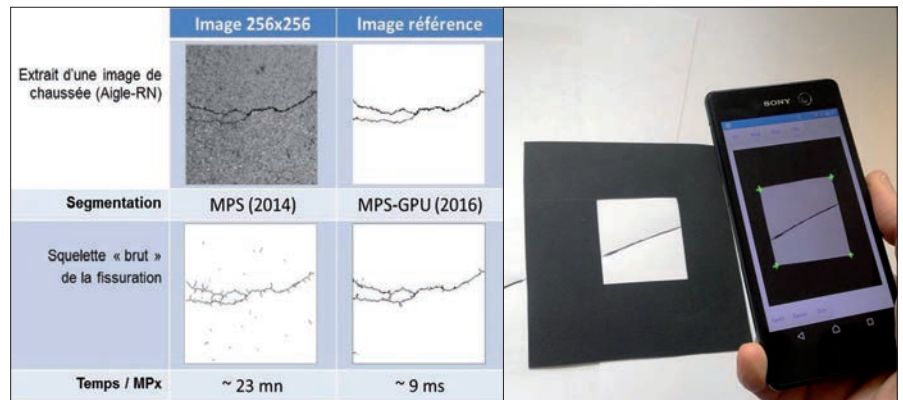 Image 256x256
Image référence
Extrait d'une image de
chaussée (Aigle-RN)
Segmentation
MPS (2014)
MPS-GPU (2016)
Squelette « brut »
de la fissuration
Temps / MPx
~ 23 mn
~ 9 ms
SONY